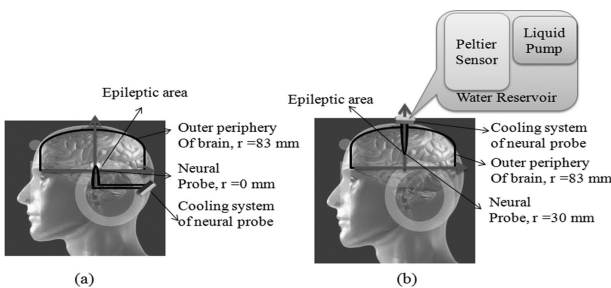 Epileptic area
Outer periphery
Of brain, r =83 mm
Neural
Probe, r =0 mm
Cooling system
of neural probe
(a)
Peltier
Sensor
Liquid
Pump
Water Reservoir
Epileptic area
Cooling system
of neural probe
Outer periphery
Of brain, r =83 mm
Neural
Probe, r =30 mm
(b)